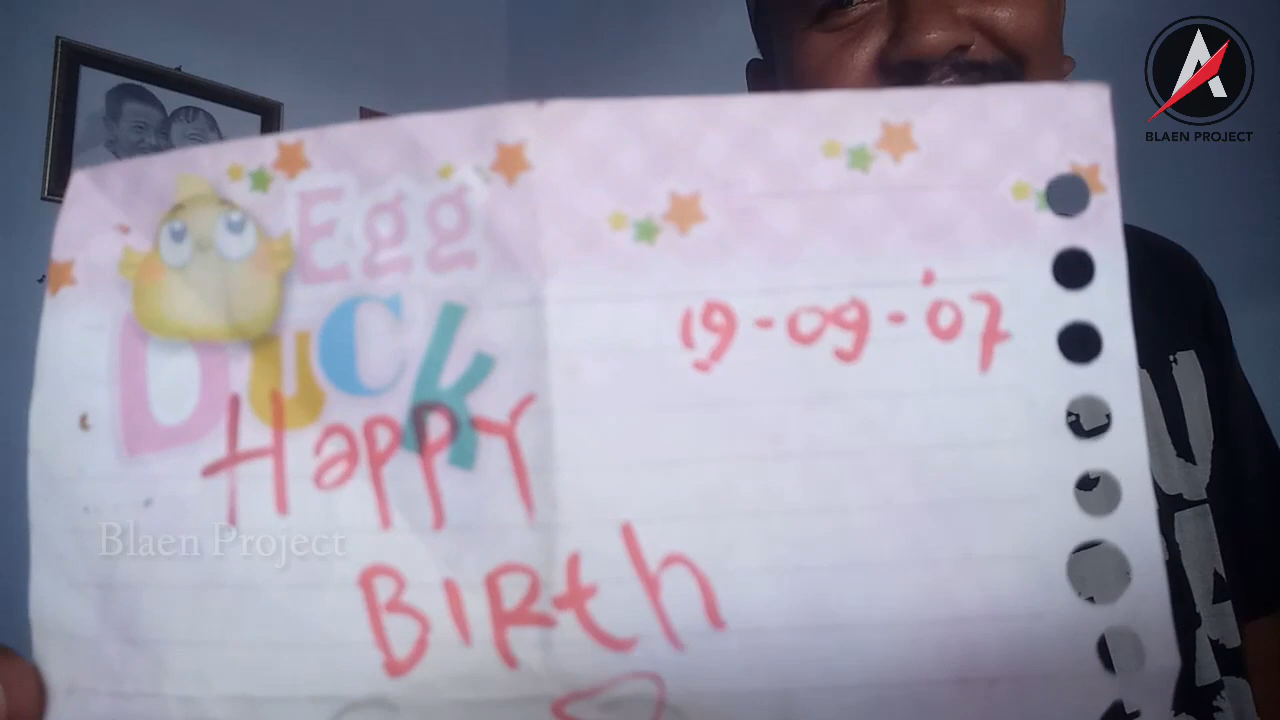 BLAEN PROJECT
Egg
DUCK
19-09-'07
Happy
Blaen Project
BIRth